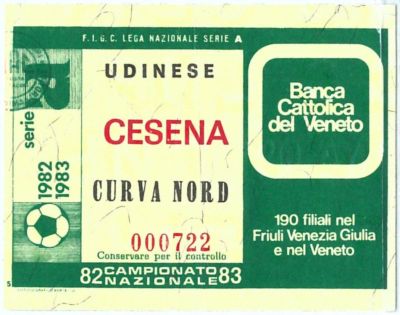 F.I.G.C. LEGA NAZIONALE SERIE A
UDINESE
CESENA
CURVA NORD
000722
Conservare per il controllo
82 CAMPIONATO NAZIONALE 83
serie
R
1982
1983
Banca
Cattolica
del Veneto
190 filiali nel
Friuli Venezia Giulia
e nel Veneto
5